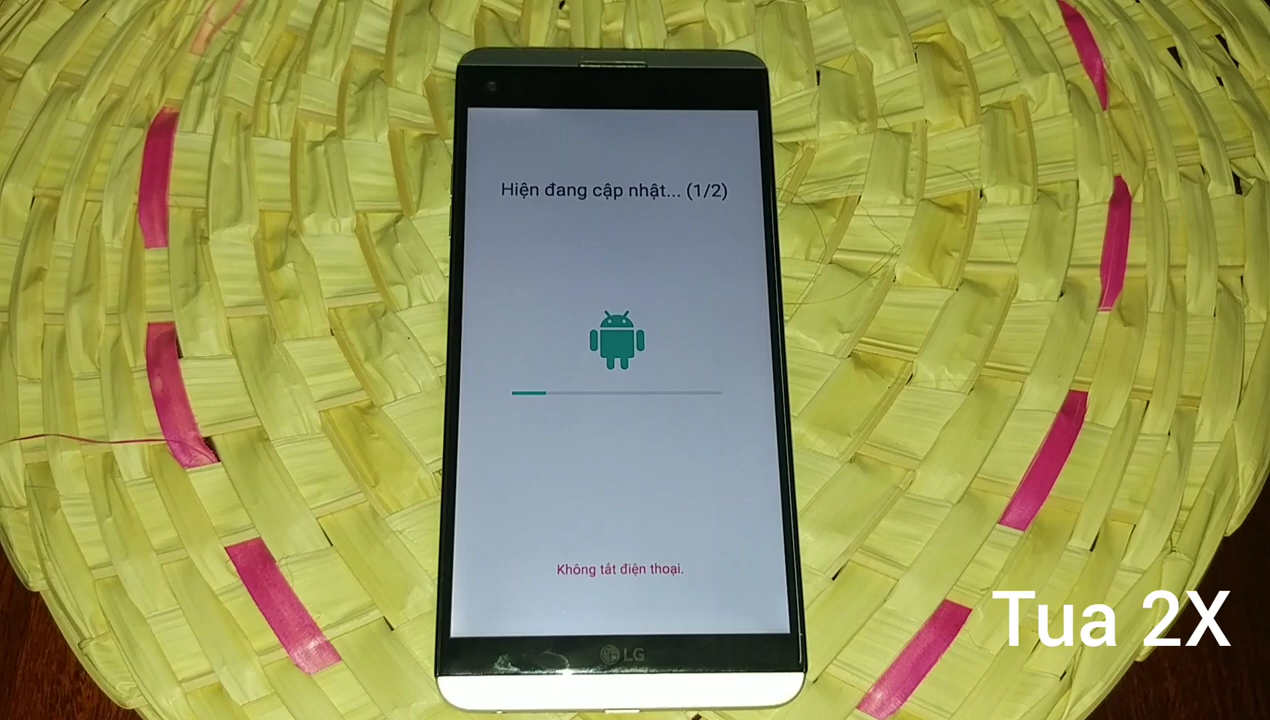 Hiện đang cập nhật... (1/2)
Không tắt điện thoại.
LG
Tua 2X